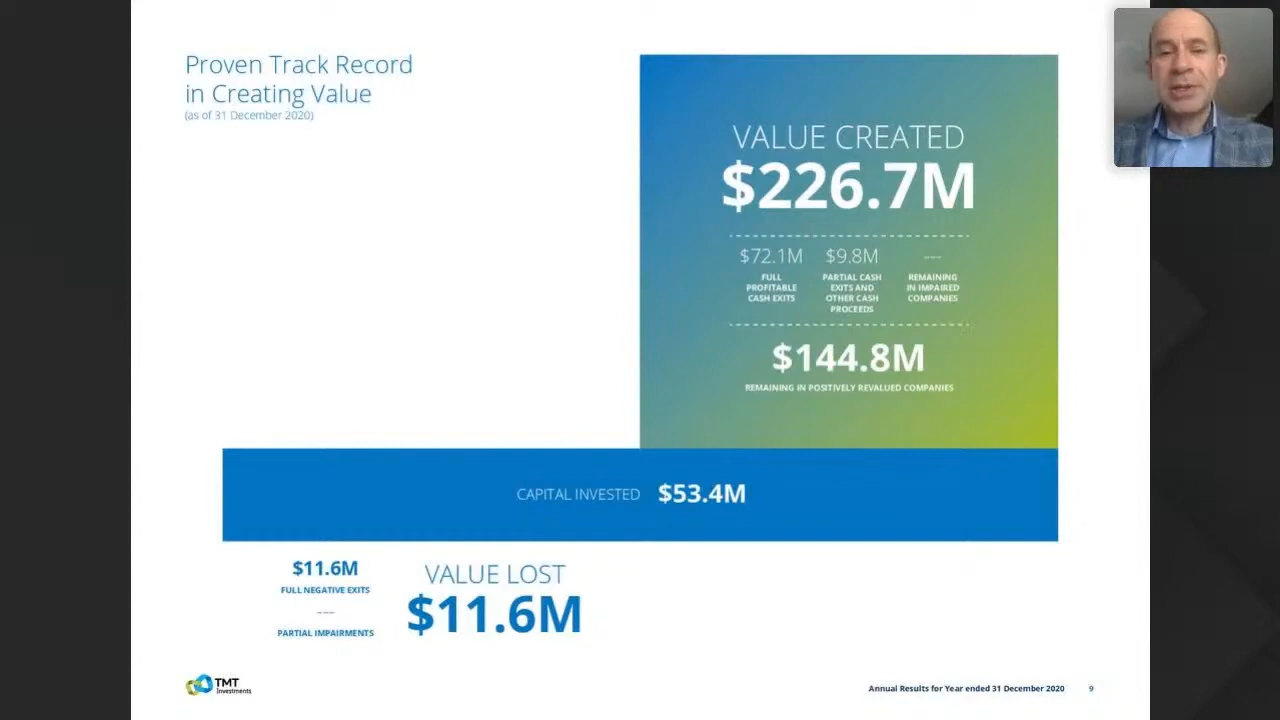 Proven Track Record
in Creating Value
(as of 31 December 2020)
VALUE CREATED
$226.7M
$72.1M
FULL
PROFITABLE
CASH EXITS
$9.8M
PARTIAL CASH
EXITS AND
OTHER CASH
PROCEEDS
---
REMAINING
IN IMPAIRED
COMPANIES
$144.8M
REMAINING IN POSITIVELY REVALUED COMPANIES
CAPITAL INVESTED $53.4M
$11.6M
FULL NEGATIVE EXITS
---
PARTIAL IMPAIRMENTS
VALUE LOST
$11.6M
TMT
Investments
Annual Results for Year ended 31 December 2020 9